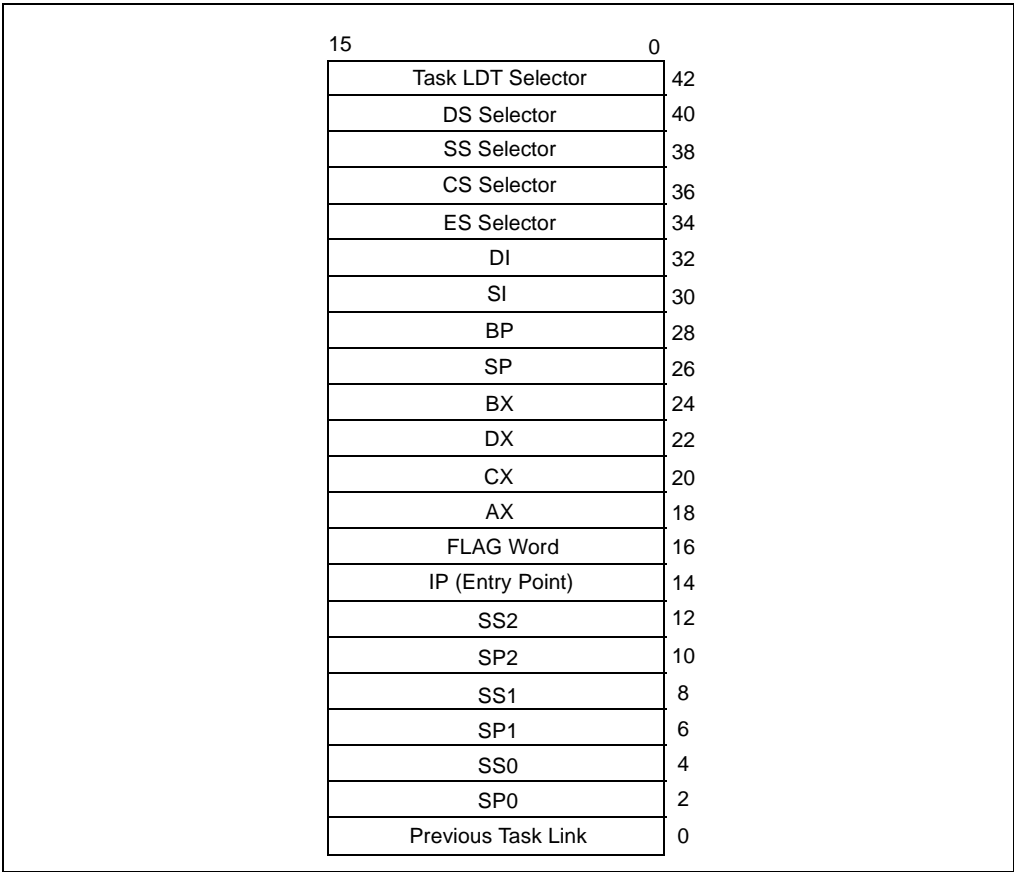 15 0
Task LDT Selector 42
DS Selector 40
SS Selector 38
CS Selector 36
ES Selector 34
DI 32
SI 30
BP 28
SP 26
BX 24
DX 22
CX 20
AX 18
FLAG Word 16
IP (Entry Point) 14
SS2 12
SP2 10
SS1 8
SP1 6
SS0 4
SP0 2
Previous Task Link 0